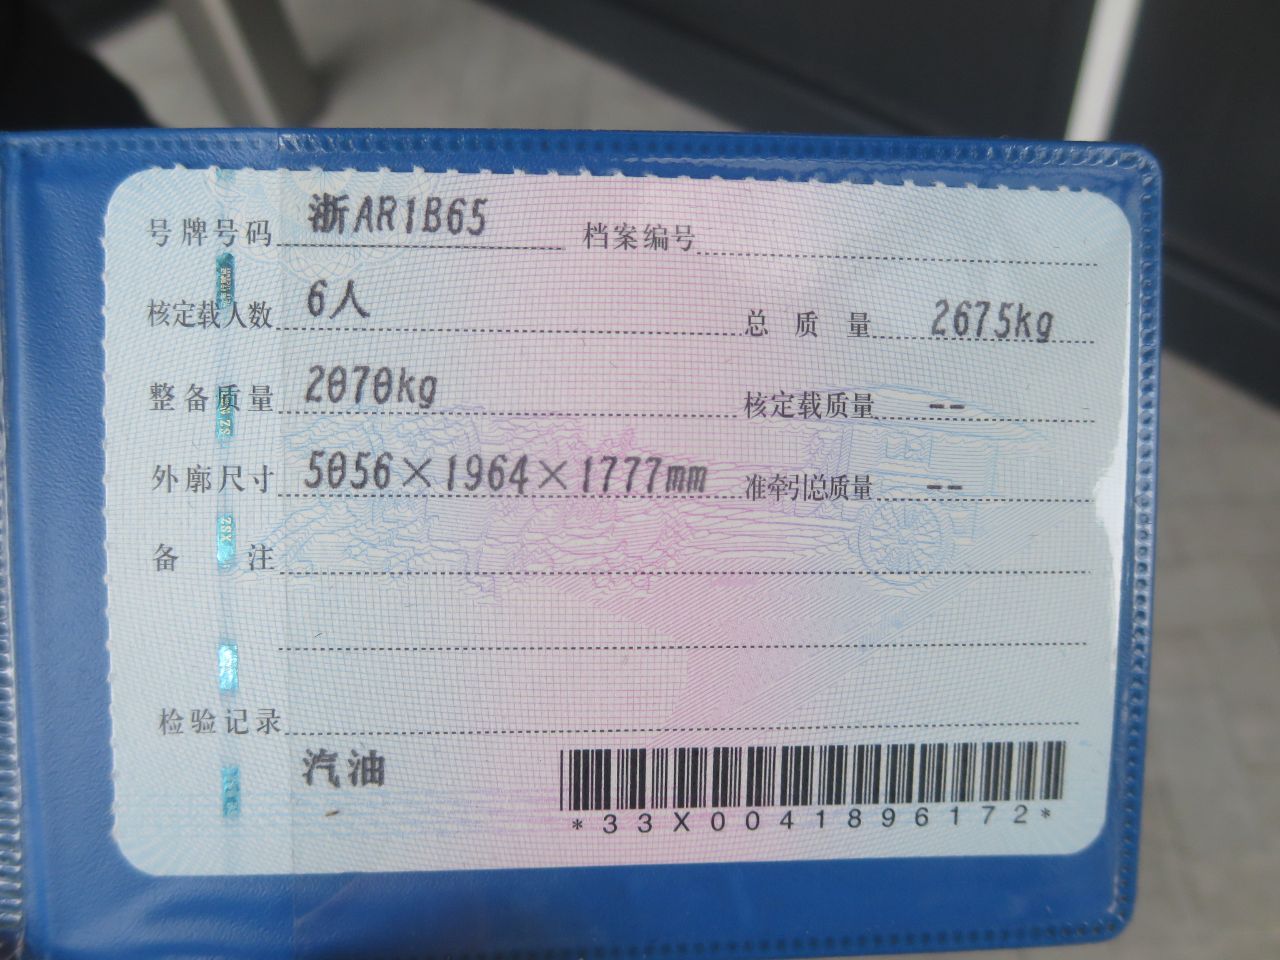 号牌号码 浙AR1B65 档案编号
核定载人数 6人 总质量 2675kg
整备质量 2070kg 核定载质量 --
外廓尺寸 5056×1964×1777mm 准牵引总质量 --
备注
检验记录
汽油
*33X0041896172*